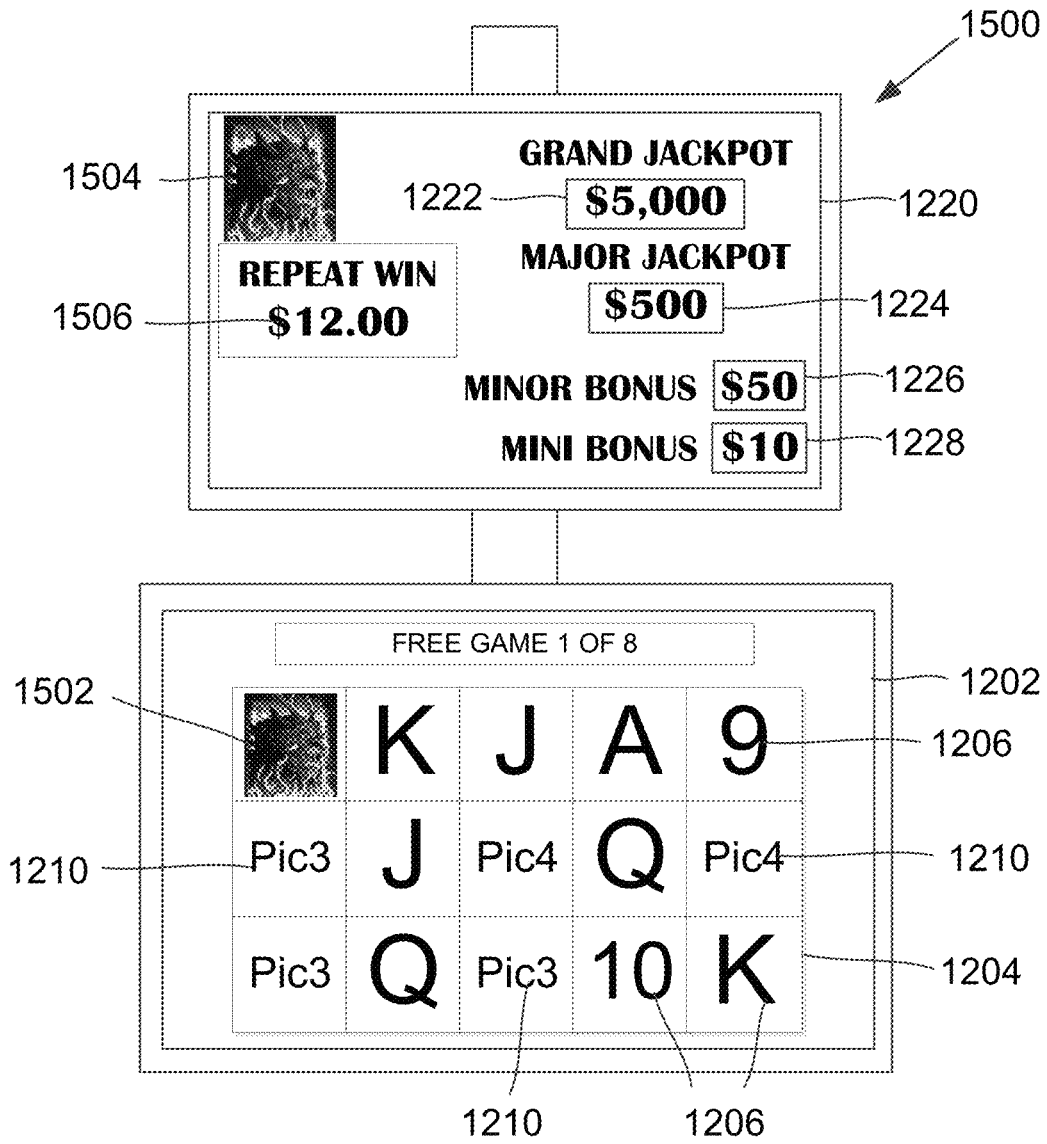 1500
GRAND JACKPOT
1504
1222
$5,000
1220
MAJOR JACKPOT
REPEAT WIN
$500
1224
1506
$12.00
MINOR BONUS $50
1226
MINI BONUS $10
1228
FREE GAME 1 OF 8
1502
1202
K J A 9
1206
1210
Pic3 J Pic4 Q Pic4
1210
Pic3 Q Pic3 10 K
1204
1210
1206